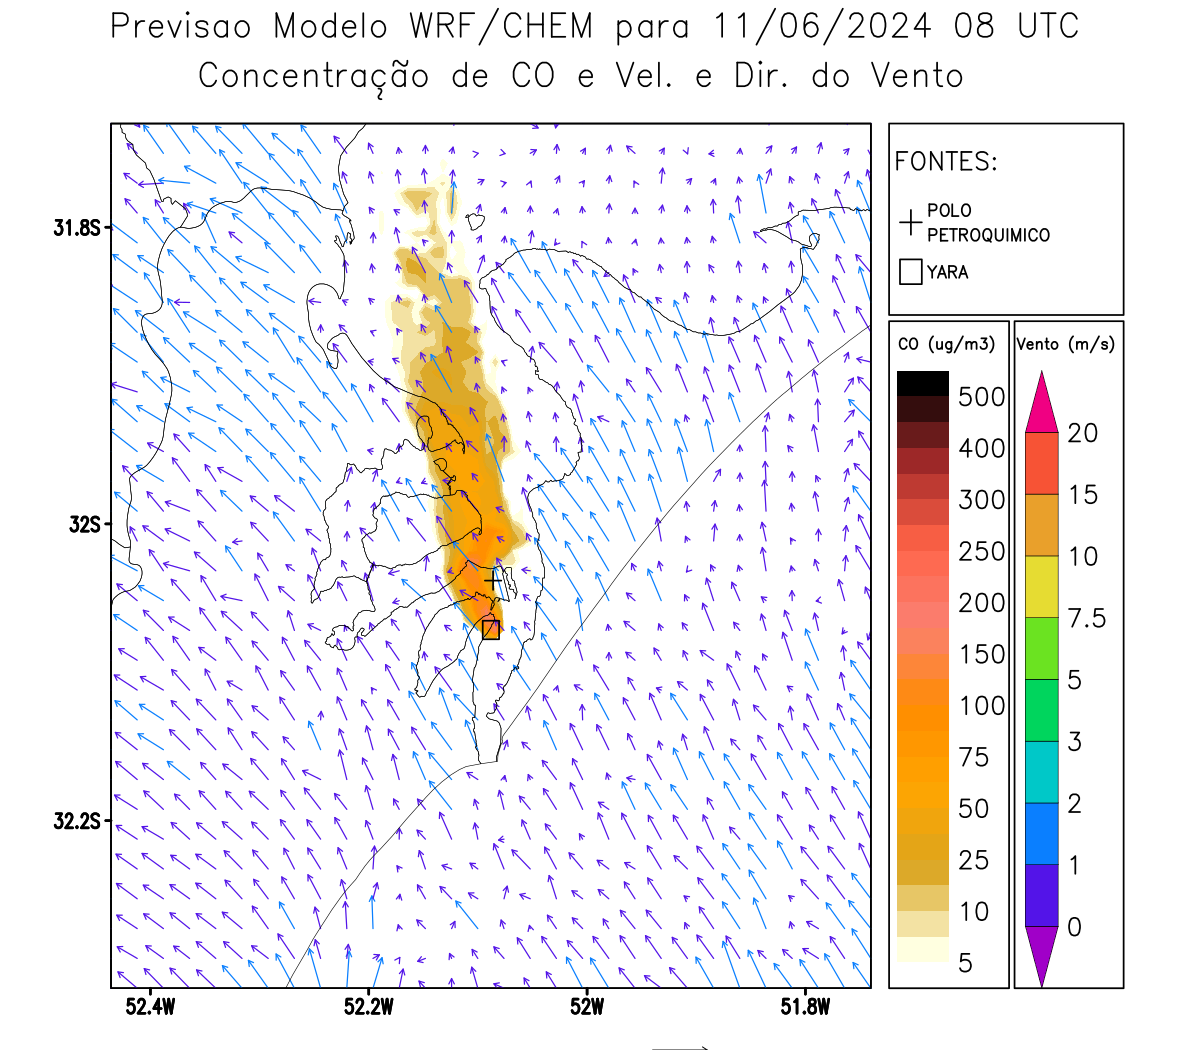 Previsao Modelo WRF/CHEM para 11/06/2024 08 UTC
Concentração de CO e Vel. e Dir. do Vento
FONTES:
POLO
PETROQUIMICO
YARA
CO (ug/m3)
500
400
300
250
200
150
100
75
50
25
10
5
Vento (m/s)
20
15
10
7.5
5
3
2
1
0
31.8S
32S
32.2S
52.4W
52.2W
52W
51.8W